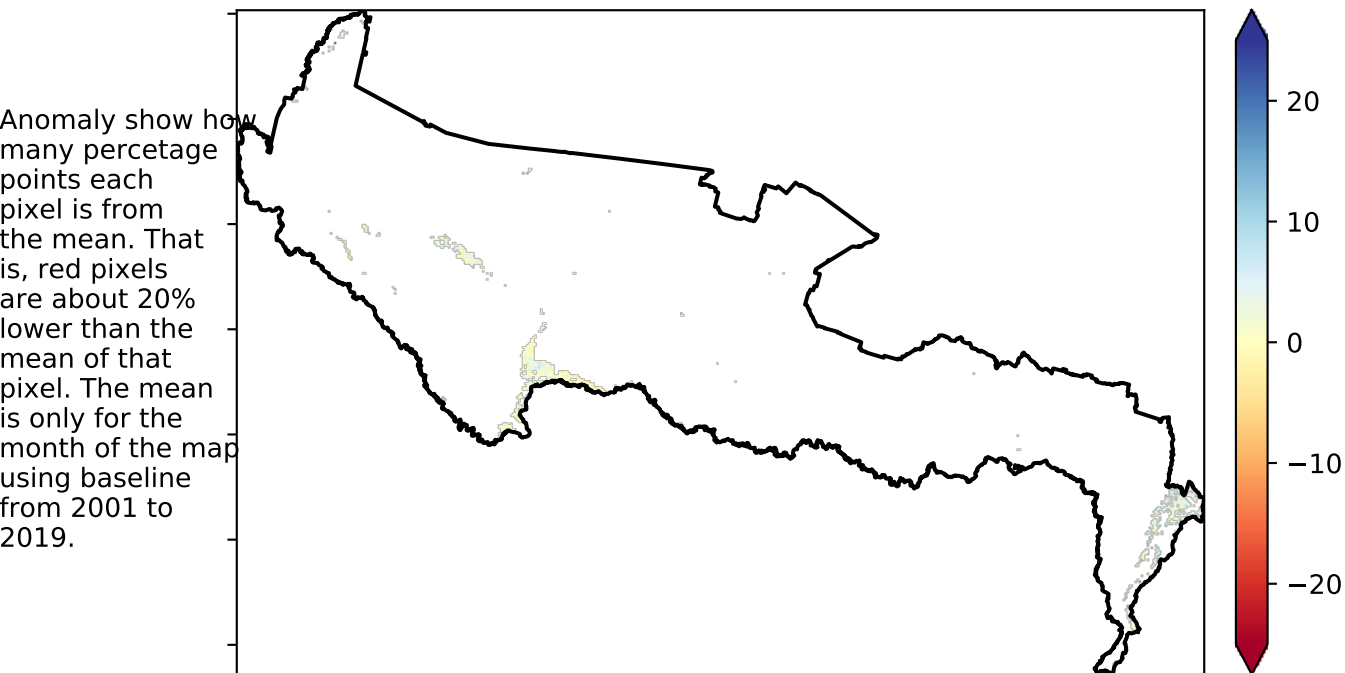 Anomaly show how
many percetage
points each
pixel is from
the mean. That
is, red pixels
are about 20%
lower than the
mean of that
pixel. The mean
is only for the
month of the map
using baseline
from 2001 to
2019.
20
10
0
−10
−20